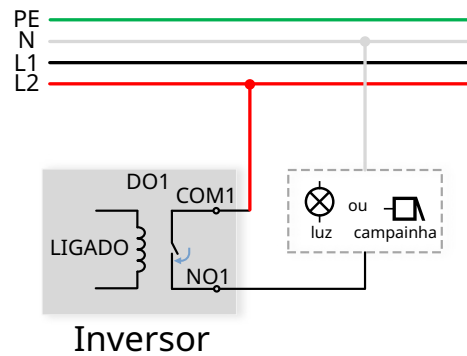 PE
N
L1
L2
DO1
COM1
LIGADO
NO1
ou
luz
campainha
Inversor